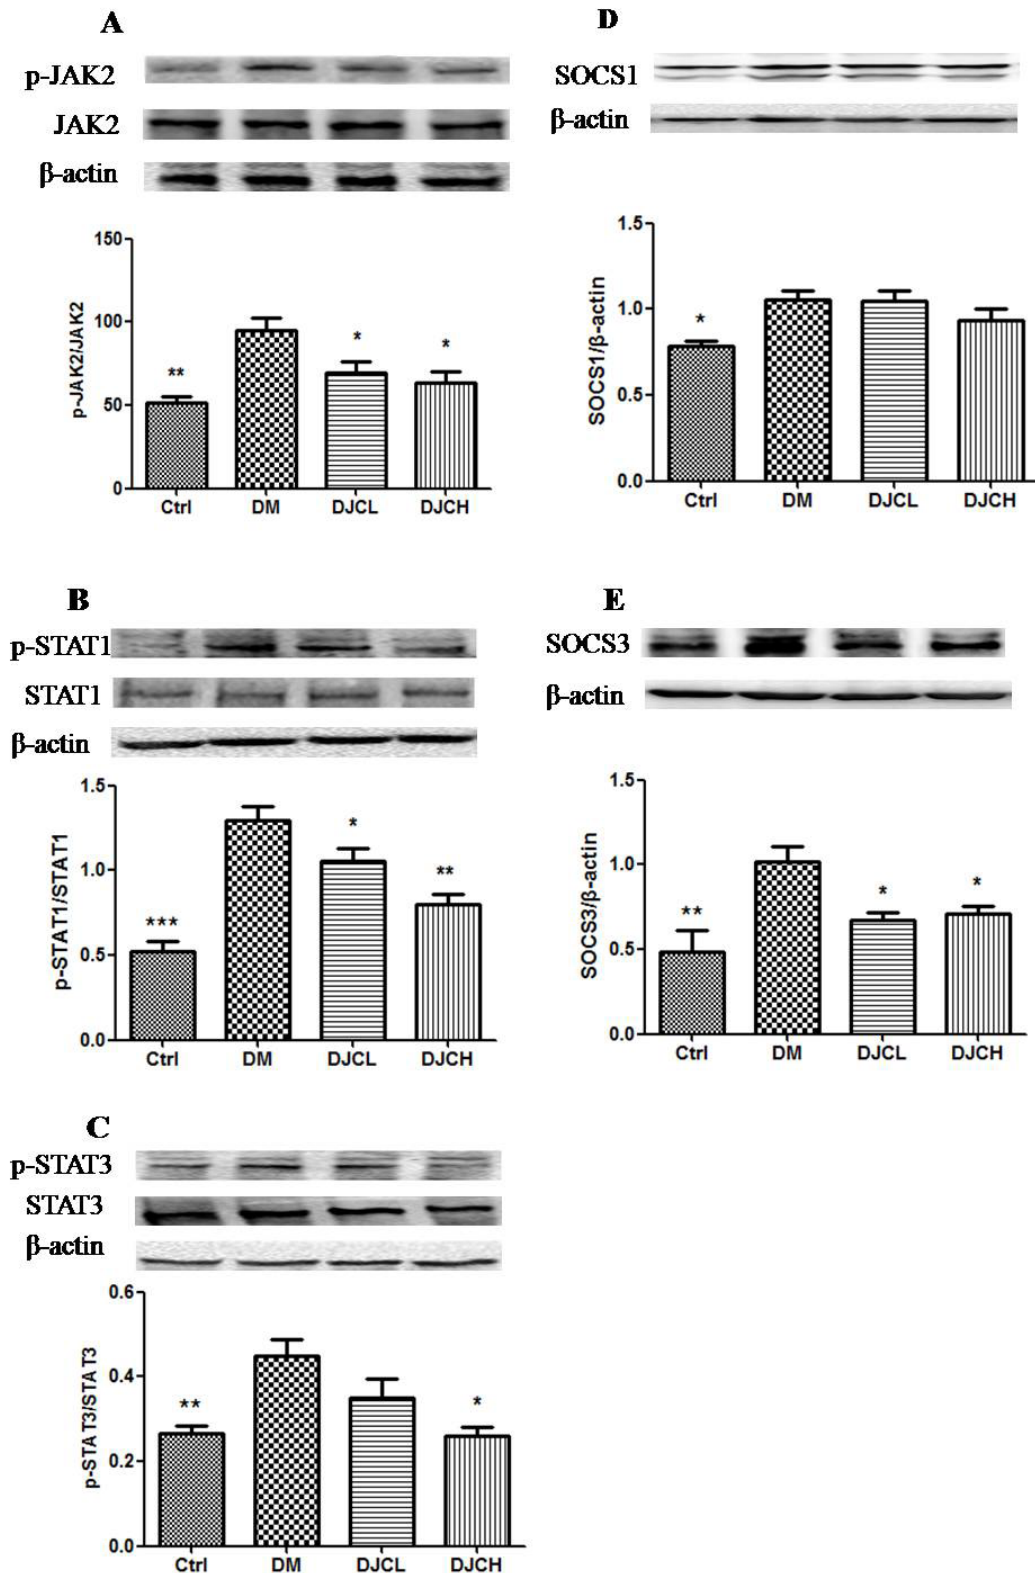 A
p-JAK2
JAK2
β-actin
p-JAK2/JAK2
150
100
50
0
**
*
*
Ctrl DM DJCL DJCH
D
SOCS1
β-actin
SOCS1/β-actin
1.5
1.0
0.5
0.0
*
Ctrl DM DJCL DJCH
B
p-STAT1
STAT1
β-actin
p-STAT1/STAT1
1.5
1.0
0.5
0.0
***
*
**
Ctrl DM DJCL DJCH
E
SOCS3
β-actin
SOCS3/β-actin
1.5
1.0
0.5
0.0
**
*
*
Ctrl DM DJCL DJCH
C
p-STAT3
STAT3
β-actin
p-STAT3/STAT3
0.6
0.4
0.2
0.0
**
*
Ctrl DM DJCL DJCH